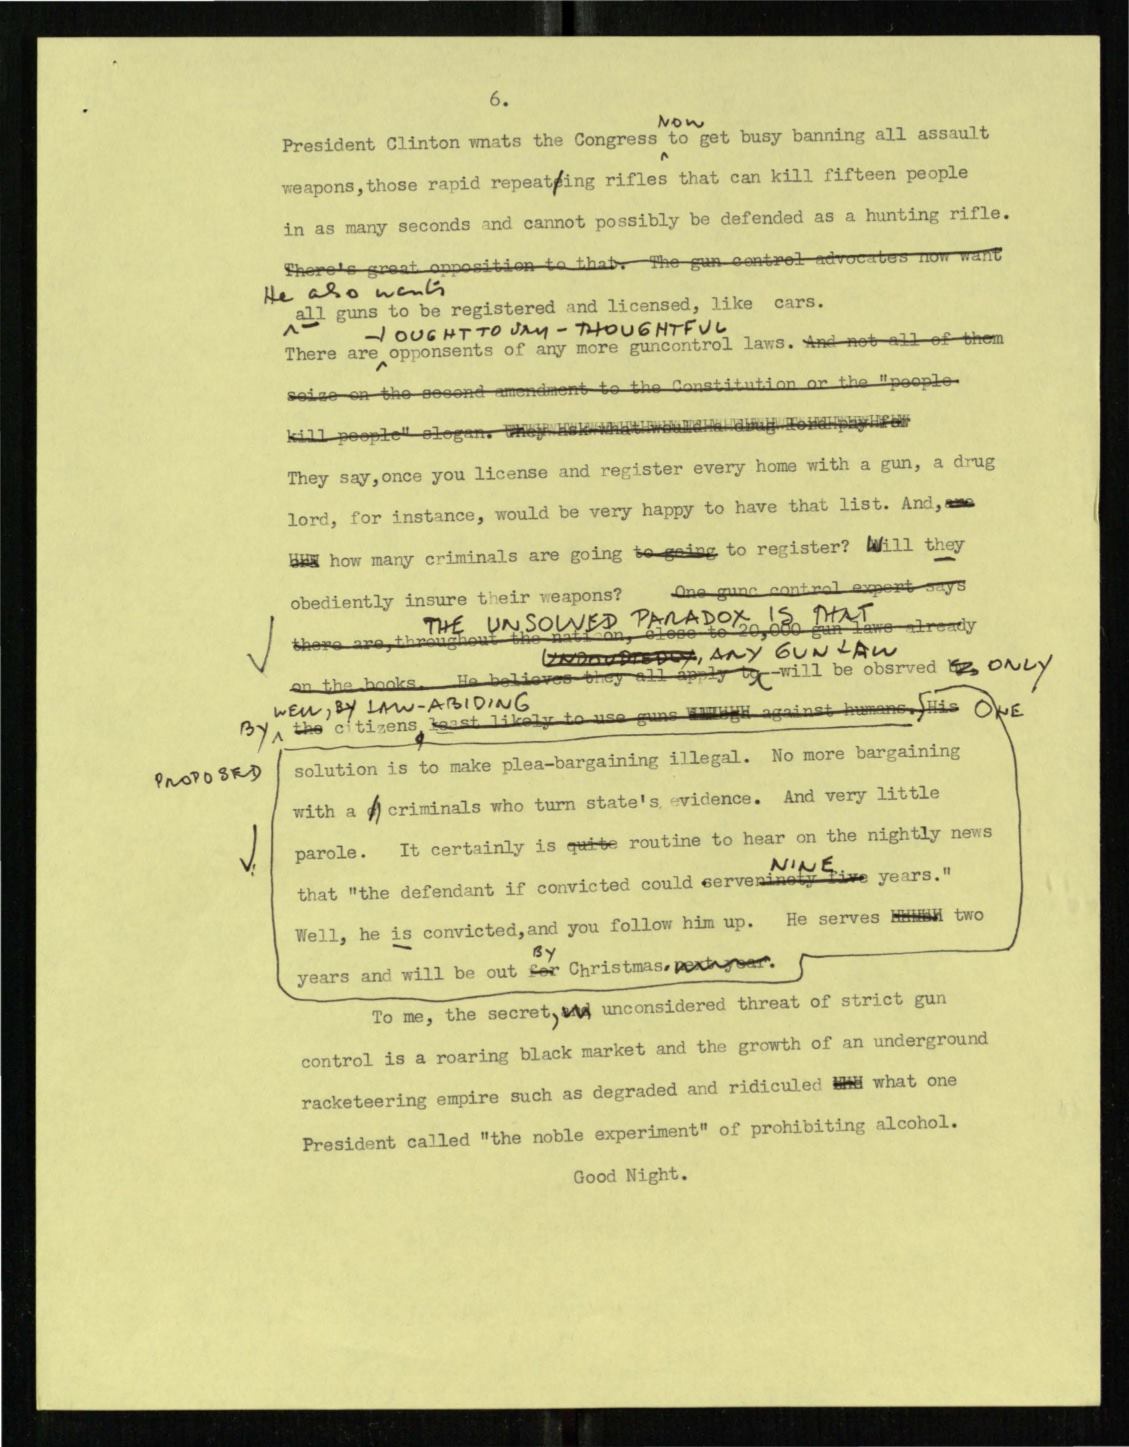 6.
NOW
President Clinton wnats the Congress to get busy banning all assault
weapons,those rapid repeating rifles that can kill fifteen people
in as many seconds and cannot possibly be defended as a hunting rifle.
There's great opposition to that. The gun control advocates now want
He also wants
all guns to be registered and licensed, like cars.
-I OUGHT TO SAY - THOUGHTFUL
There are opponsents of any more guncontrol laws. And not all of them
seize on the second amendment to the Constitution or the "people
kill people" slogan. They ask what would a drug lord
They say,once you license and register every home with a gun, a drug
lord, for instance, would be very happy to have that list. And, are
how many criminals are going to going to register? Will they
obediently insure their weapons? One gunc control expert says
THE UNSOLVED PARADOX IS THAT
there are,throughout the nation, close to 20,000 gun laws already
UNDOUBTEDLY, ANY GUN LAW
on the books. He believes they all apply to--will be obsrved ONLY
WELL, BY LAW-ABIDING
BY the citizens, least likely to use guns against humans. His ONE
PROPOSED
solution is to make plea-bargaining illegal. No more bargaining
with a criminals who turn state's evidence. And very little
parole. It certainly is quite routine to hear on the nightly news
NINE
that "the defendant if convicted could serve ninety five years."
Well, he is convicted,and you follow him up. He serves two
BY
years and will be out for Christmas. next year.
To me, the secret, and unconsidered threat of strict gun
control is a roaring black market and the growth of an underground
racketeering empire such as degraded and ridiculed what one
President called "the noble experiment" of prohibiting alcohol.
Good Night.